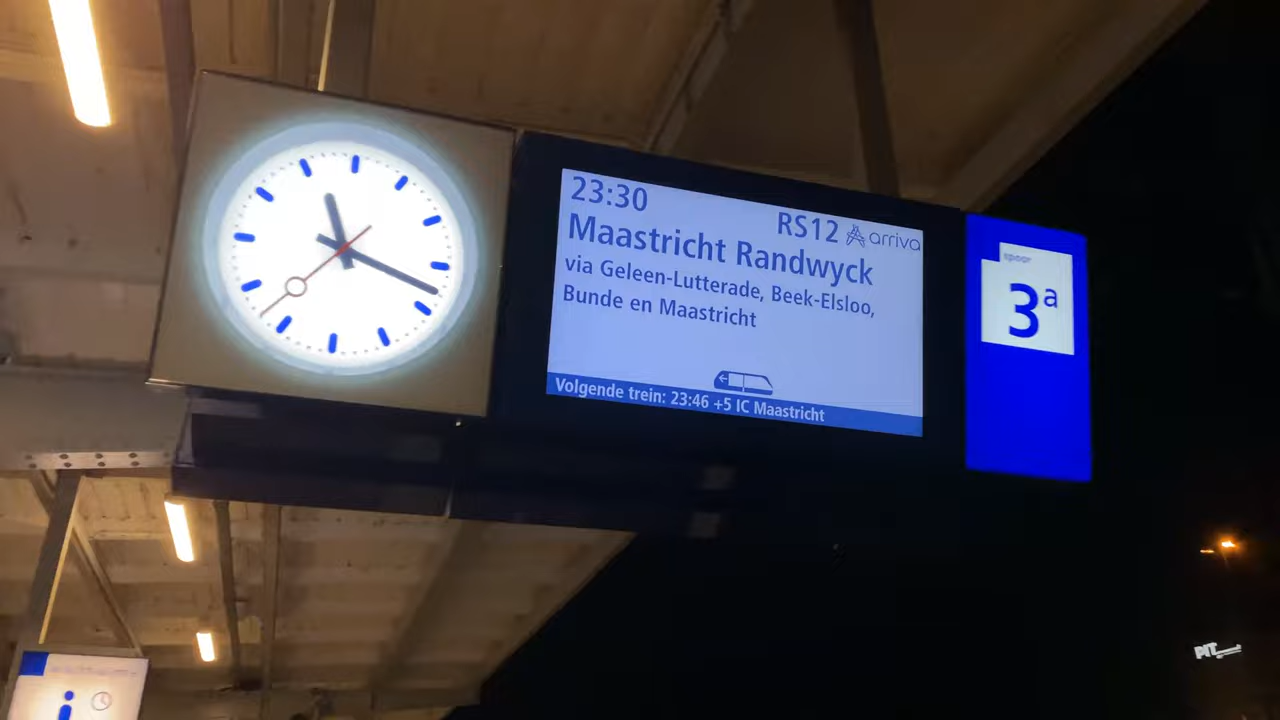 23:30
RS12 arriva
Maastricht Randwyck
via Geleen-Lutterade, Beek-Elsloo,
Bunde en Maastricht
Volgende trein: 23:46 +5 IC Maastricht
spoor
3a
i
PIT